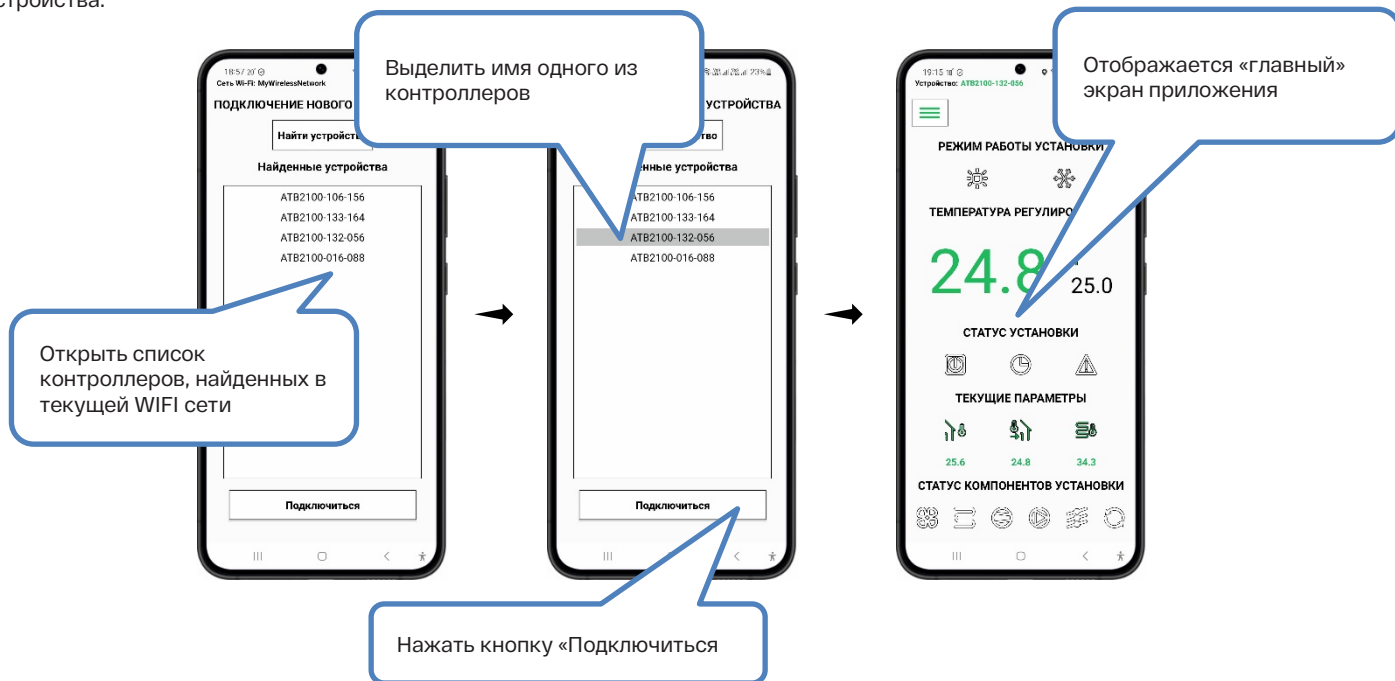 стройства.
18:57
Сеть Wi-Fi: MyWirelessNetwork
ПОДКЛЮЧЕНИЕ НОВОГО
Найти устройств
Найденные устройства
ATB2100-106-156
ATB2100-133-164
ATB2100-132-056
ATB2100-016-088
Подключиться
Открыть список
контроллеров, найденных в
текущей WIFI сети
Выделить имя одного из
контроллеров
23%
УСТРОЙСТВА
тво
енные устройства
ATB2100-106-156
ATB2100-133-164
ATB2100-132-056
ATB2100-016-088
Подключиться
Нажать кнопку «Подключиться
Отображается «главный»
экран приложения
19:15
Устройство: ATB2100-132-056
РЕЖИМ РАБОТЫ УСТАНОВКИ
ТЕМПЕРАТУРА РЕГУЛИРО
24.8
25.0
СТАТУС УСТАНОВКИ
ТЕКУЩИЕ ПАРАМЕТРЫ
25.6 24.8 34.3
СТАТУС КОМПОНЕНТОВ УСТАНОВКИ